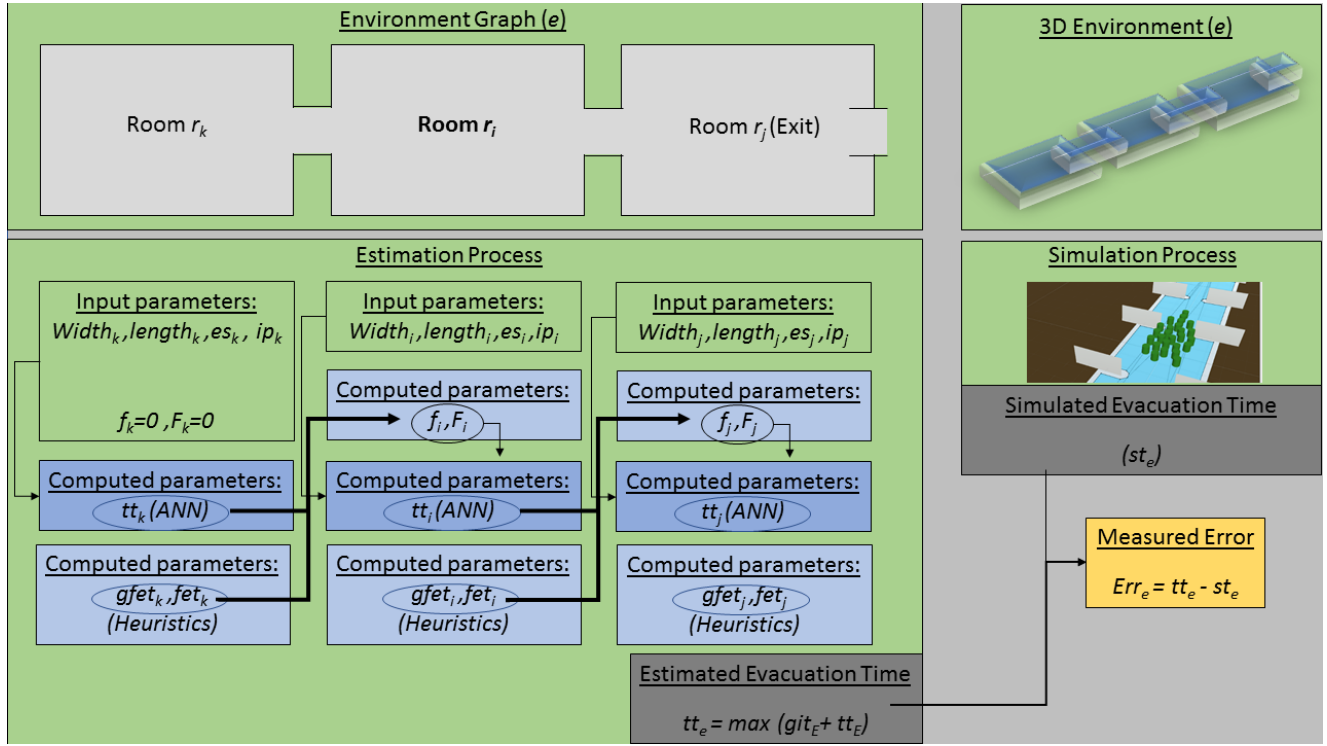 Environment Graph (e)
Room rk
Room ri
Room rj (Exit)
3D Environment (e)
Estimation Process
Input parameters:
Widthk,lengthk,esk, ipk
fk=0 ,Fk=0
Computed parameters:
ttk (ANN)
Computed parameters:
gfetk,fetk
(Heuristics)
Input parameters:
Widthi,lengthi,esi,ipi
Computed parameters:
fi,Fi
Computed parameters:
tti (ANN)
Computed parameters:
gfeti,feti
(Heuristics)
Input parameters:
Widthj,lengthj,esj,ipj
Computed parameters:
fj,Fj
Computed parameters:
ttj (ANN)
Computed parameters:
gfetj,fetj
(Heuristics)
Estimated Evacuation Time
tte = max (gitE+ ttE)
Simulation Process
Simulated Evacuation Time
(ste)
Measured Error
Erre = tte - ste